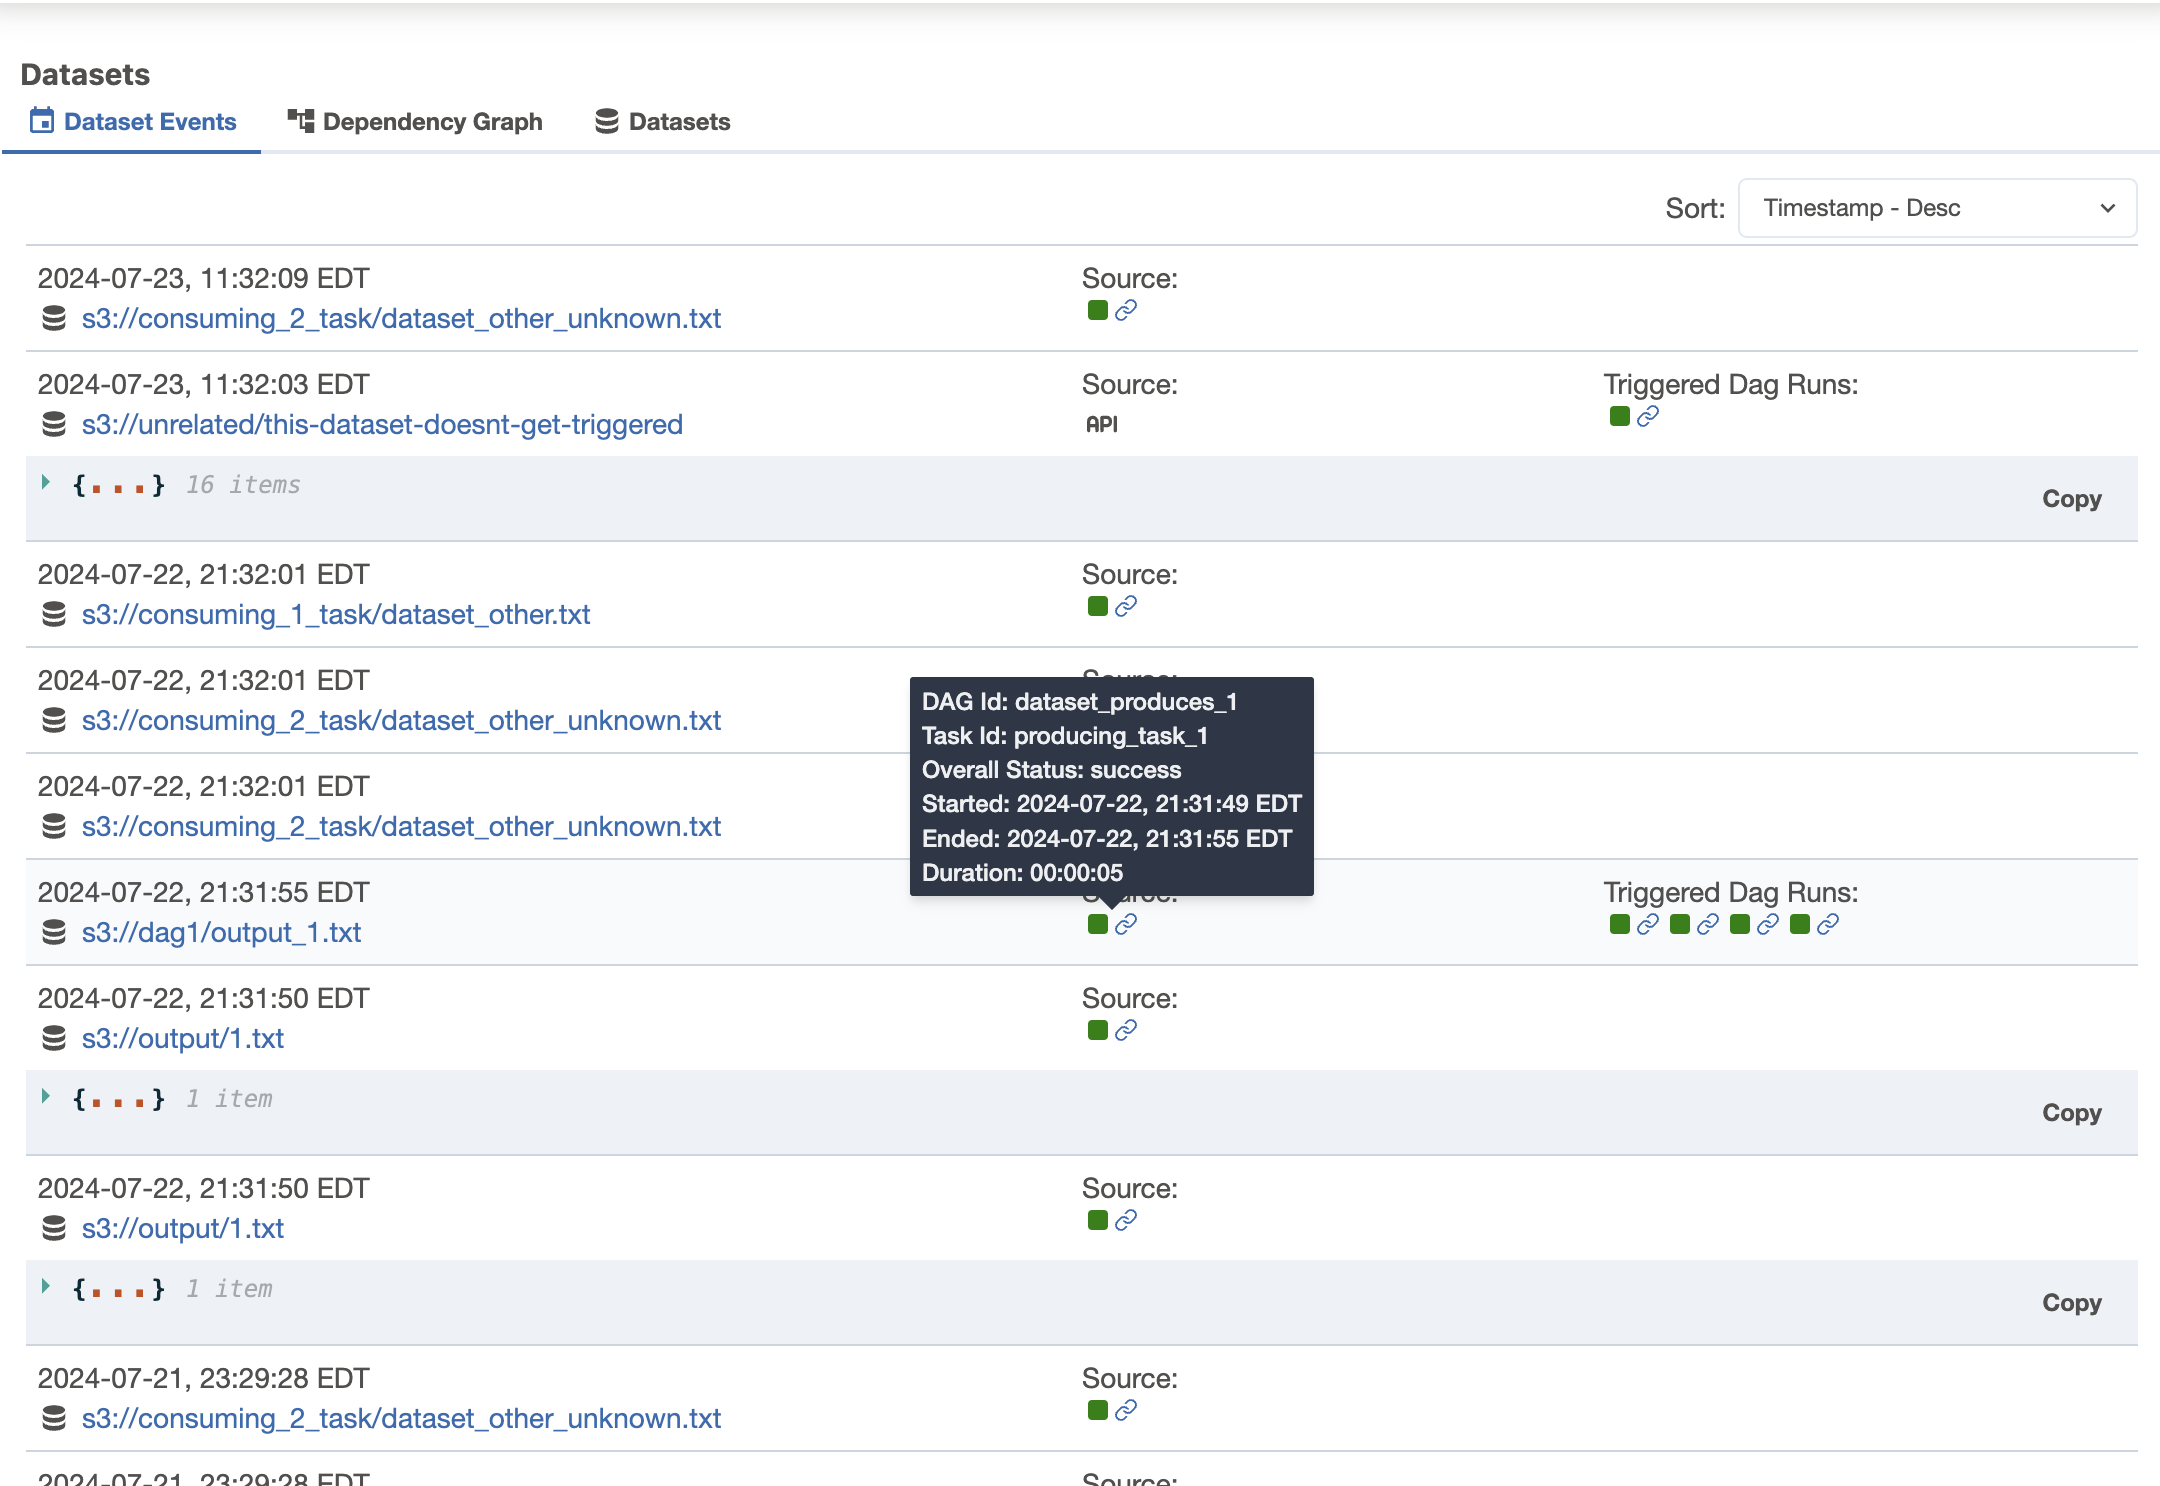 Datasets
Dataset Events
Dependency Graph
Datasets
Sort:
Timestamp - Desc
2024-07-23, 11:32:09 EDT
Source:
s3://consuming_2_task/dataset_other_unknown.txt
2024-07-23, 11:32:03 EDT
Source:
Triggered Dag Runs:
s3://unrelated/this-dataset-doesnt-get-triggered
API
{...} 16 items
Copy
2024-07-22, 21:32:01 EDT
Source:
s3://consuming_1_task/dataset_other.txt
2024-07-22, 21:32:01 EDT
s3://consuming_2_task/dataset_other_unknown.txt
2024-07-22, 21:32:01 EDT
s3://consuming_2_task/dataset_other_unknown.txt
DAG Id: dataset_produces_1
Task Id: producing_task_1
Overall Status: success
Started: 2024-07-22, 21:31:49 EDT
Ended: 2024-07-22, 21:31:55 EDT
Duration: 00:00:05
2024-07-22, 21:31:55 EDT
Triggered Dag Runs:
s3://dag1/output_1.txt
2024-07-22, 21:31:50 EDT
Source:
s3://output/1.txt
{...} 1 item
Copy
2024-07-22, 21:31:50 EDT
Source:
s3://output/1.txt
{...} 1 item
Copy
2024-07-21, 23:29:28 EDT
Source:
s3://consuming_2_task/dataset_other_unknown.txt
2024-07-21, 23:29:28 EDT
Source: